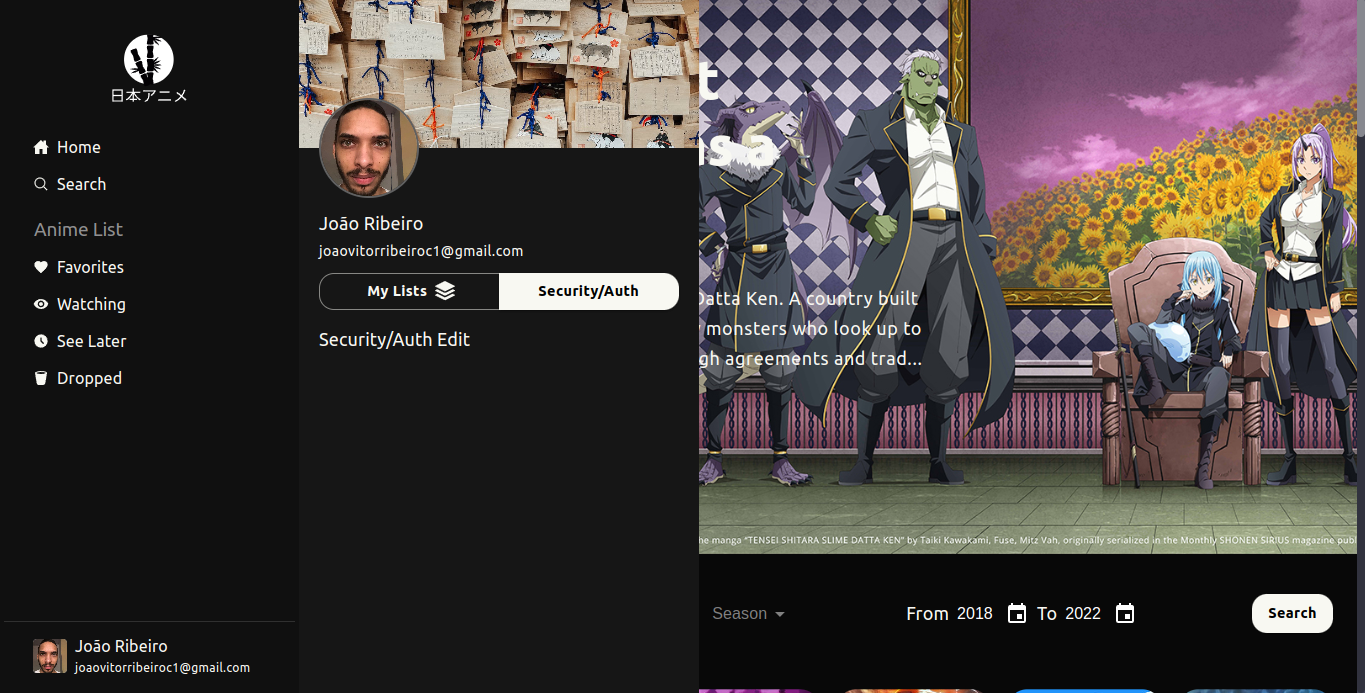 日本アニメ
Home
Search
Anime List
Favorites
Watching
See Later
Dropped
João Ribeiro
joaovitorribeiroc1@gmail.com
João Ribeiro
joaovitorribeiroc1@gmail.com
My Lists
Security/Auth
Security/Auth Edit
t
Datta Ken. A country built
monsters who look up to
gh agreements and trad...
he manga "TENSEI SHITARA SLIME DATTA KEN" by Taiki Kawakami, Fuse, Mitz Vah, originally serialized in the Monthly SHONEN SIRIUS magazine publ
Season
From 2018 To 2022
Search